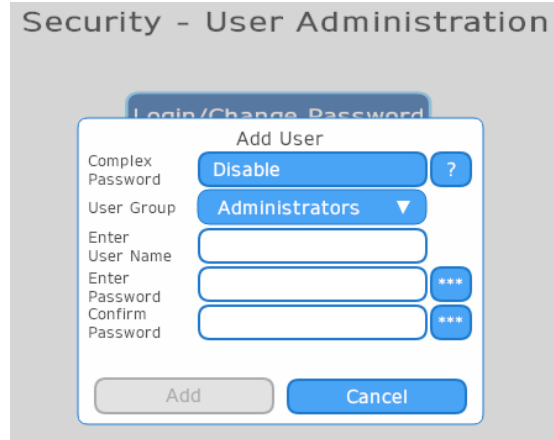 Security - User Administration
Login/Change Password
Add User
Complex
Password
Disable
?
User Group
Administrators ▼
Enter
User Name
Enter
Password
***
Confirm
Password
***
Add
Cancel